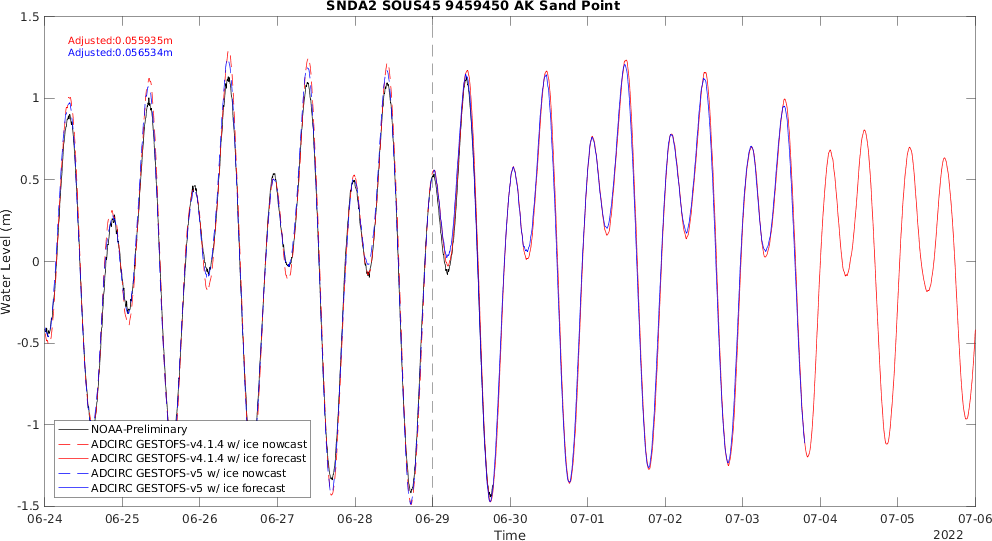 SNDA2 SOUS45 9459450 AK Sand Point
Adjusted:0.055935m
Adjusted:0.056534m
Water Level (m)
1.5
1
0.5
0
-0.5
-1
-1.5
NOAA-Preliminary
ADCIRC GESTOFS-v4.1.4 w/ ice nowcast
ADCIRC GESTOFS-v4.1.4 w/ ice forecast
ADCIRC GESTOFS-v5 w/ ice nowcast
ADCIRC GESTOFS-v5 w/ ice forecast
06-24 06-25 06-26 06-27 06-28 06-29 06-30 07-01 07-02 07-03 07-04 07-05 07-06
Time
2022